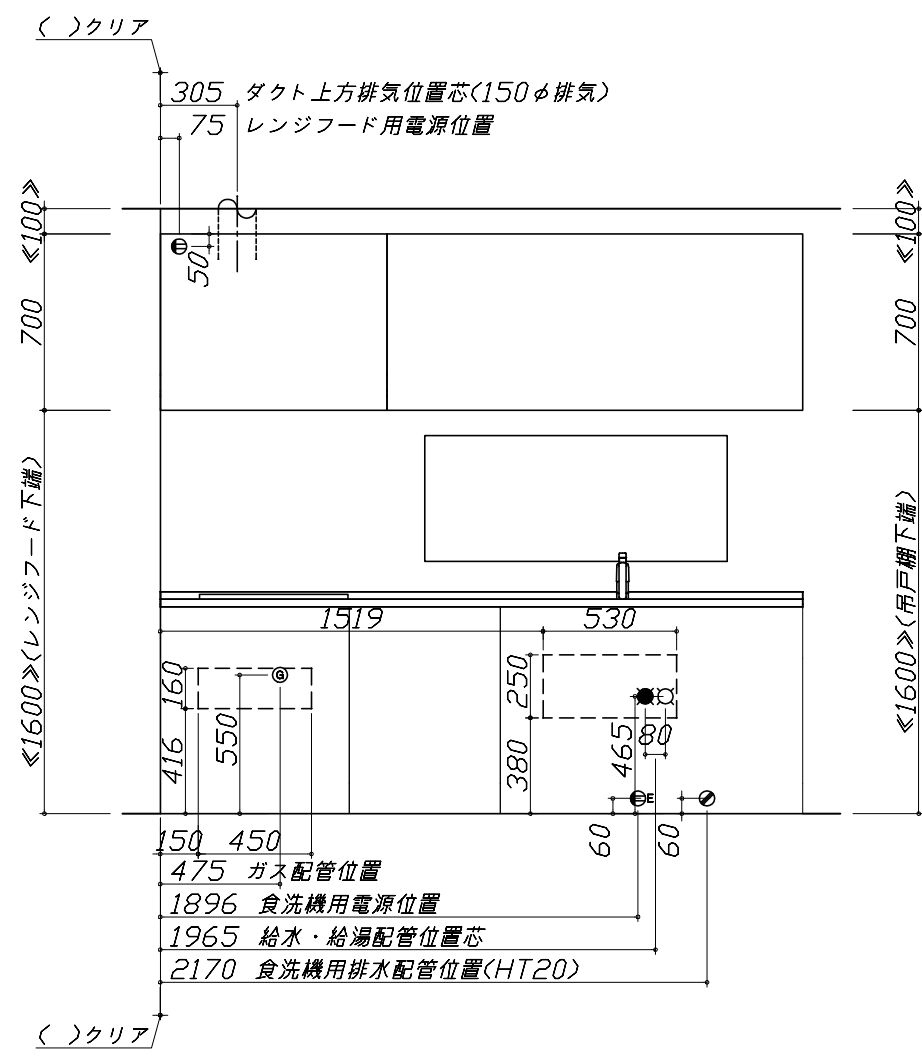 ( )クリア
305 ダクト上方排気位置芯(150φ排気)
75 レンジフード用電源位置
≪100≫
≪100≫
50
700
700
≪1600≫(レンジフード下端)
≪1600≫(吊戸棚下端)
1519
530
160
G
250
416
550
465
80
380
E
60
60
150
450
475 ガス配管位置
1896 食洗機用電源位置
1965 給水・給湯配管位置芯
2170 食洗機用排水配管位置(HT20)
( )クリア